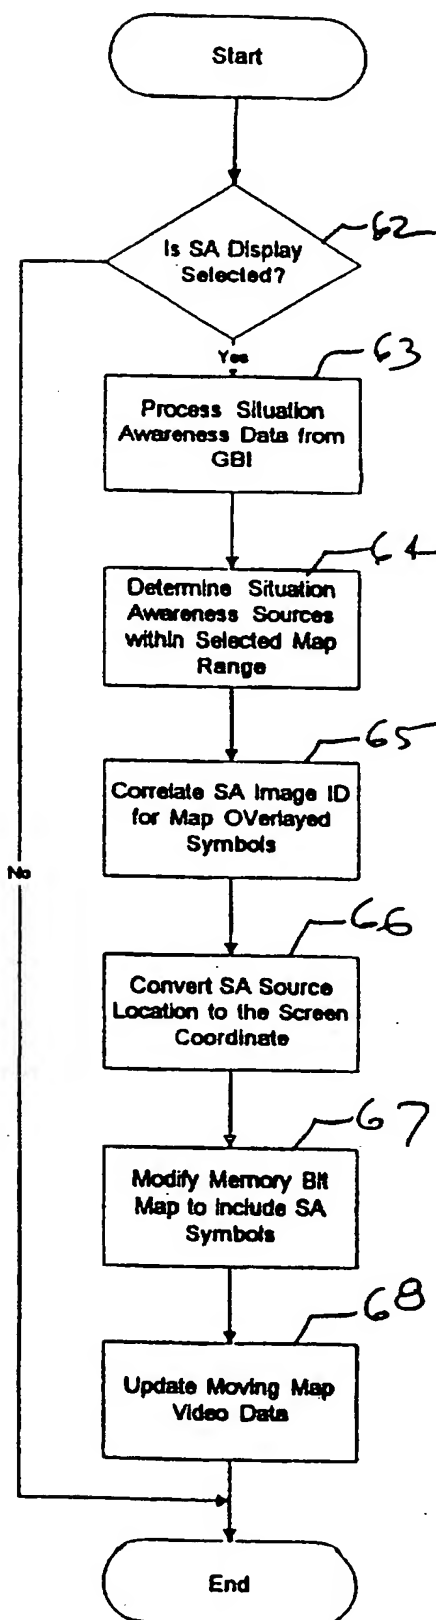 Start
62
Is SA Display
Selected?
Yes
63
Process Situation
Awareness Data from
GBI
64
Determine Situation
Awareness Sources
within Selected Map
Range
65
Correlate SA Image ID
for Map OVerlayed
Symbols
No
66
Convert SA Source
Location to the Screen
Coordinate
67
Modify Memory Bit
Map to Include SA
Symbols
68
Update Moving Map
Video Data
End